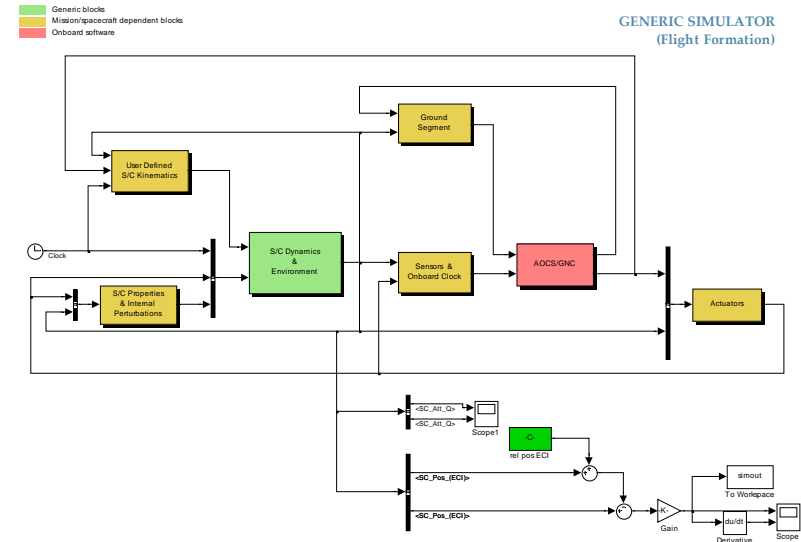 Generic blocks
Mission/spacecraft dependent blocks
Onboard software
GENERIC SIMULATOR
(Flight Formation)
Ground
Segment
User Defined
S/C Kinematics
S/C Dynamics
&
Environment
Clock
Sensors &
Onboard Clock
AOCS/GNC
S/C Properties
& Internal
Perturbations
Actuators
<SC_Att_Q>
<SC_Att_Q>
Scope1
-C-
rel pos ECI
<SC_Pos_(ECI)>
<SC_Pos_(ECI)>
-K-
Gain
simout
To Workspace
du/dt
Derivative
Scope